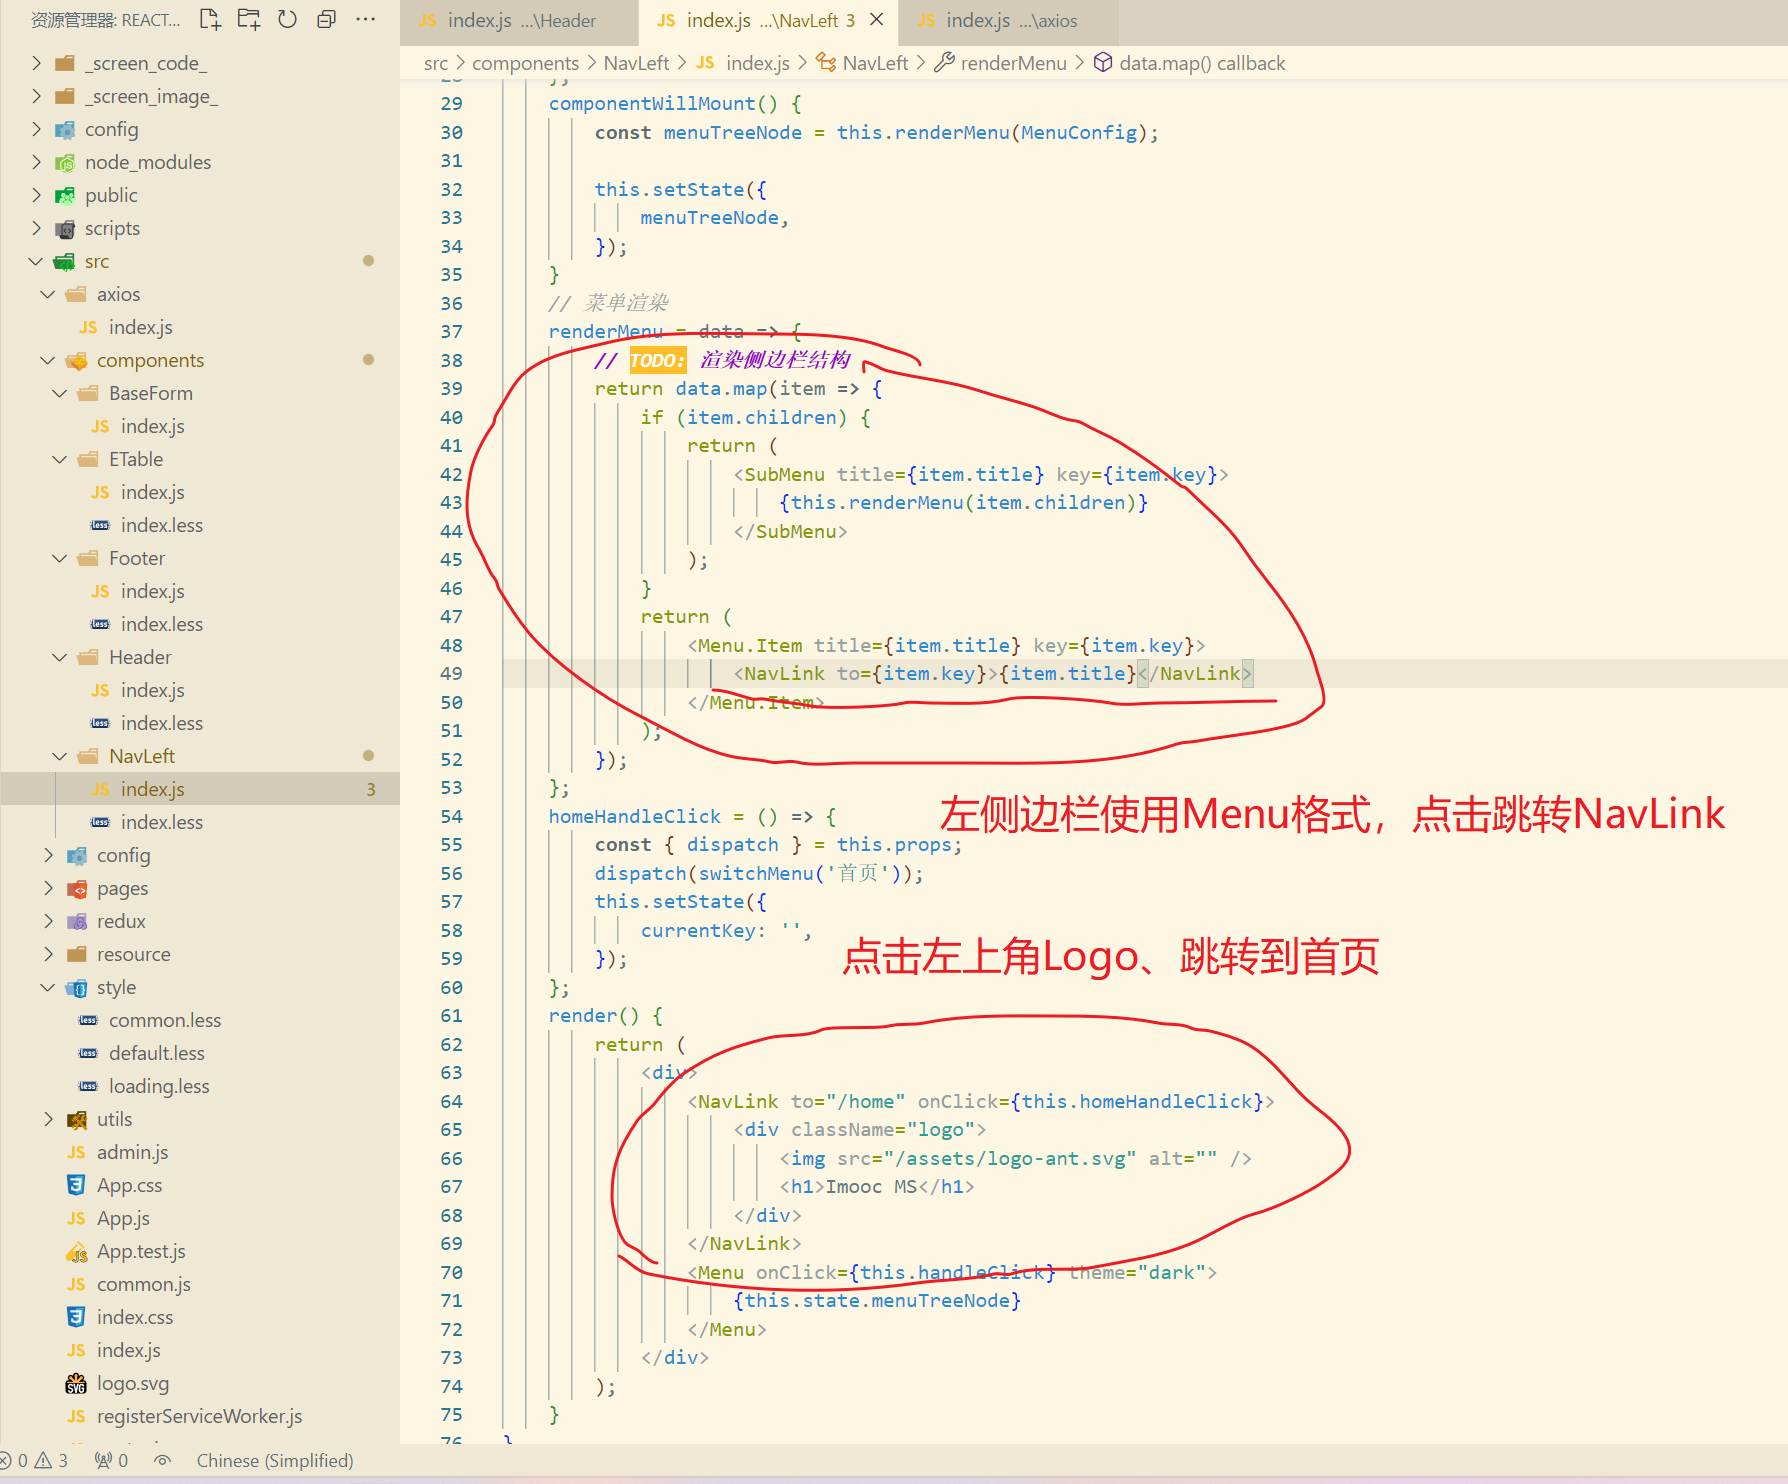 资源管理器: REACT...
_screen_code_
_screen_image_
config
node_modules
public
scripts
src
axios
index.js
components
BaseForm
index.js
ETable
index.js
index.less
Footer
index.js
index.less
Header
index.js
index.less
NavLeft
index.js 3
index.less
config
pages
redux
resource
style
common.less
default.less
loading.less
utils
admin.js
App.css
App.js
App.test.js
common.js
index.css
index.js
logo.svg
registerServiceWorker.js
index.js ...\Header
index.js ...\NavLeft 3
index.js ...\axios
src > components > NavLeft > JS index.js > NavLeft > renderMenu > data.map() callback
28 };
29 componentWillMount() {
30 const menuTreeNode = this.renderMenu(MenuConfig);
31
32 this.setState({
33 menuTreeNode,
34 });
35 }
36 // 菜单渲染
37 renderMenu = data => {
38 // TODO: 渲染侧边栏结构
39 return data.map(item => {
40 if (item.children) {
41 return (
42 <SubMenu title={item.title} key={item.key}>
43 {this.renderMenu(item.children)}
44 </SubMenu>
45 );
46 }
47 return (
48 <Menu.Item title={item.title} key={item.key}>
49 <NavLink to={item.key}>{item.title}</NavLink>
50 </Menu.Item>
51 );
52 });
53 };
54 homeHandleClick = () => {
左侧边栏使用Menu格式，点击跳转NavLink
55 const { dispatch } = this.props;
56 dispatch(switchMenu('首页'));
57 this.setState({
58 currentKey: '',
点击左上角Logo、跳转到首页
59 });
60 };
61 render() {
62 return (
63 <div>
64 <NavLink to="/home" onClick={this.homeHandleClick}>
65 <div className="logo">
66 <img src="/assets/logo-ant.svg" alt="" />
67 <h1>Imooc MS</h1>
68 </div>
69 </NavLink>
70 <Menu onClick={this.handleClick} theme="dark">
71 {this.state.menuTreeNode}
72 </Menu>
73 </div>
74 );
75 }
76 }
0 3 0 Chinese (Simplified)